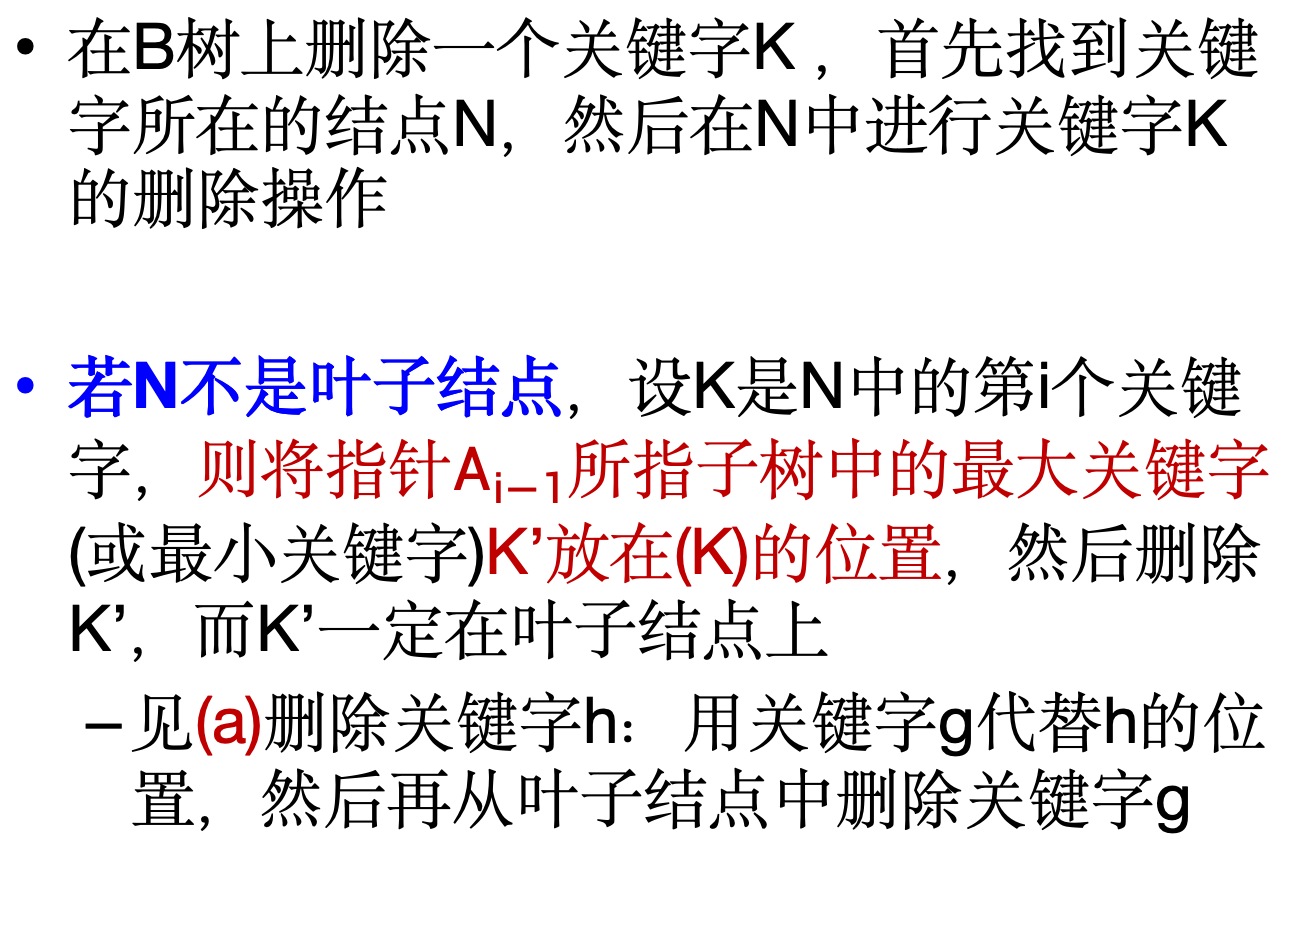 • 在B树上删除一个关键字K ，首先找到关键
字所在的结点N，然后在N中进行关键字K
的删除操作
• 若N不是叶子结点，设K是N中的第i个关键
字，则将指针Ai−1所指子树中的最大关键字
(或最小关键字)K’放在(K)的位置，然后删除
K’，而K’一定在叶子结点上
– 见(a)删除关键字h：用关键字g代替h的位
置，然后再从叶子结点中删除关键字g